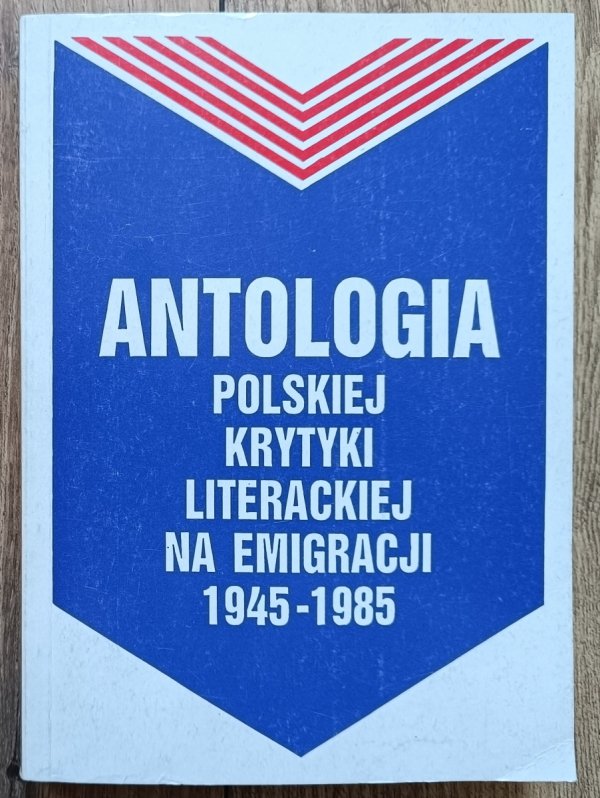 ANTOLOGIA
POLSKIEJ
KRYTYKI
LITERACKIEJ
NA EMIGRACJI
1945-1985